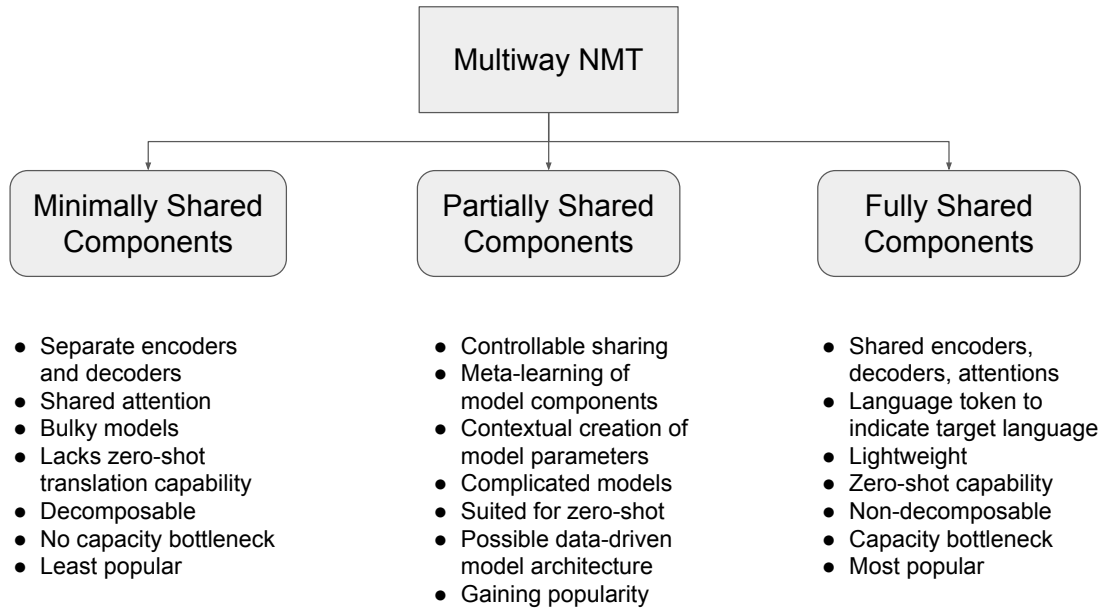 Multiway NMT
Minimally Shared
Components
Partially Shared
Components
Fully Shared
Components
● Separate encoders
and decoders
● Shared attention
● Bulky models
● Lacks zero-shot
translation capability
● Decomposable
● No capacity bottleneck
● Least popular
● Controllable sharing
● Meta-learning of
model components
● Contextual creation of
model parameters
● Complicated models
● Suited for zero-shot
● Possible data-driven
model architecture
● Gaining popularity
● Shared encoders,
decoders, attentions
● Language token to
indicate target language
● Lightweight
● Zero-shot capability
● Non-decomposable
● Capacity bottleneck
● Most popular